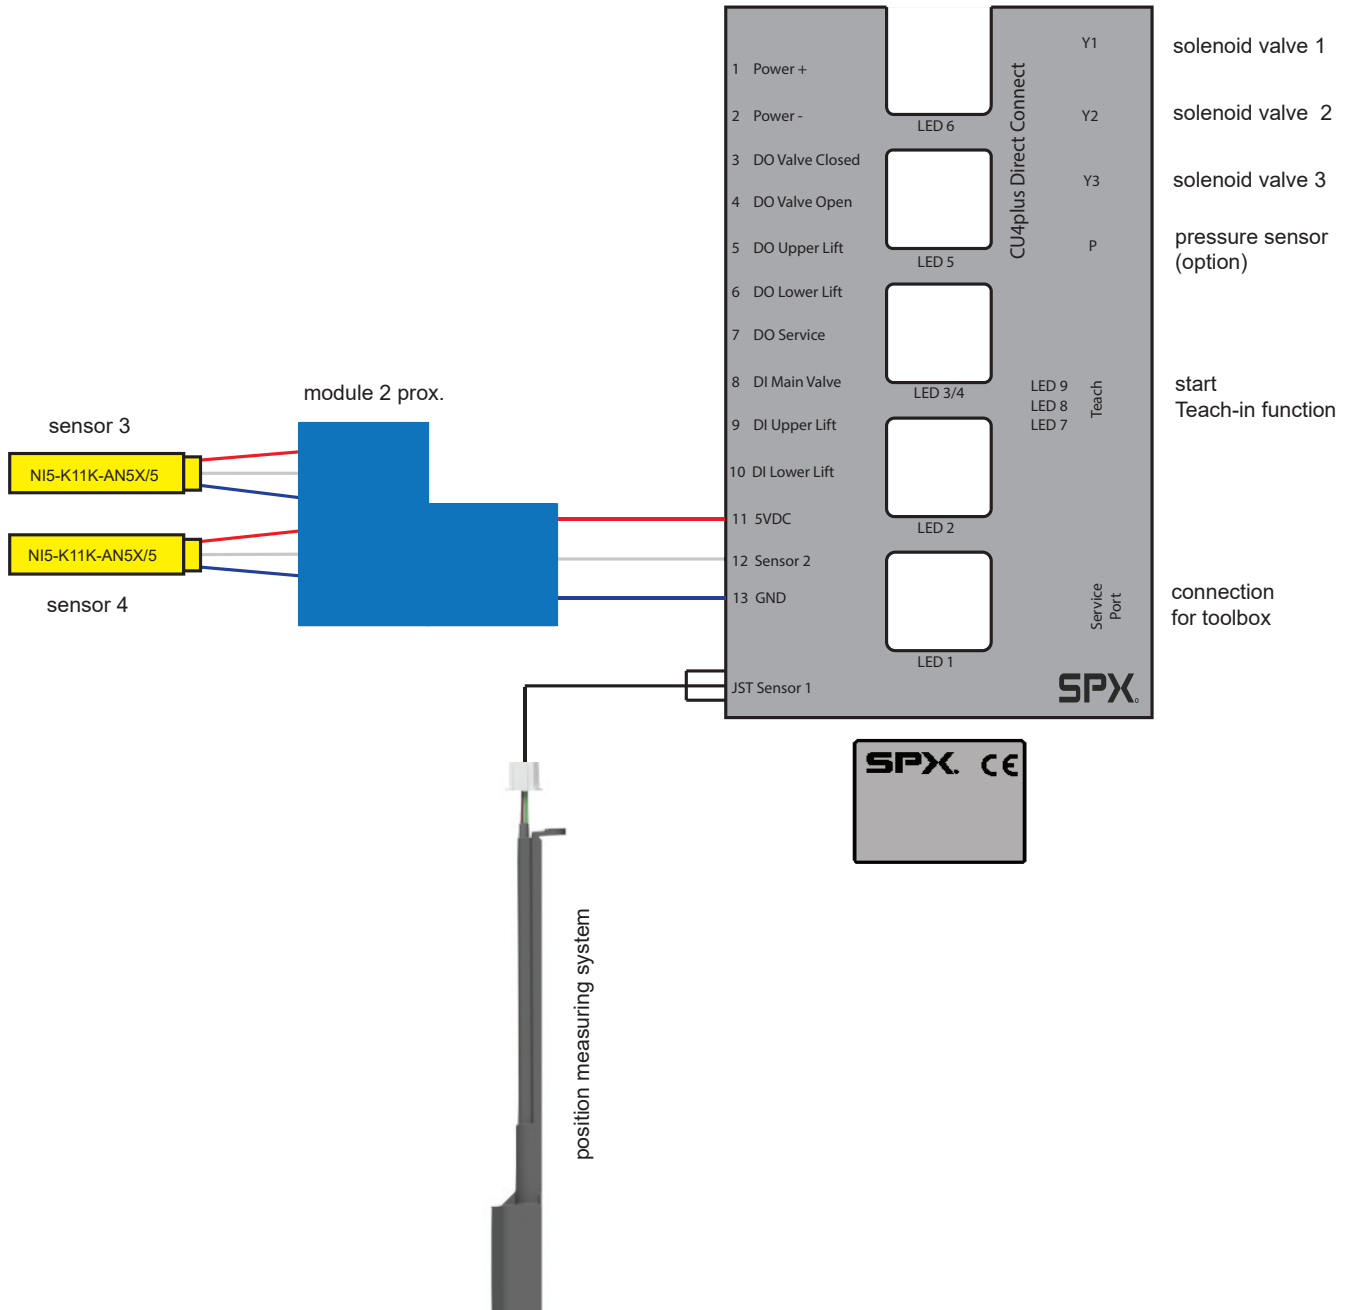 1 Power +
2 Power -
3 DO Valve Closed
4 DO Valve Open
5 DO Upper Lift
6 DO Lower Lift
7 DO Service
8 DI Main Valve
9 DI Upper Lift
10 DI Lower Lift
11 5VDC
12 Sensor 2
13 GND
JST Sensor 1
LED 6
LED 5
LED 3/4
LED 2
LED 1
CU4plus Direct Connect
Y1
Y2
Y3
P
LED 9
LED 8
LED 7
Teach
Service
Port
SPX
solenoid valve 1
solenoid valve 2
solenoid valve 3
pressure sensor
(option)
start
Teach-in function
connection
for toolbox
module 2 prox.
sensor 3
NI5-K11K-AN5X/5
NI5-K11K-AN5X/5
sensor 4
position measuring system
SPX. CE